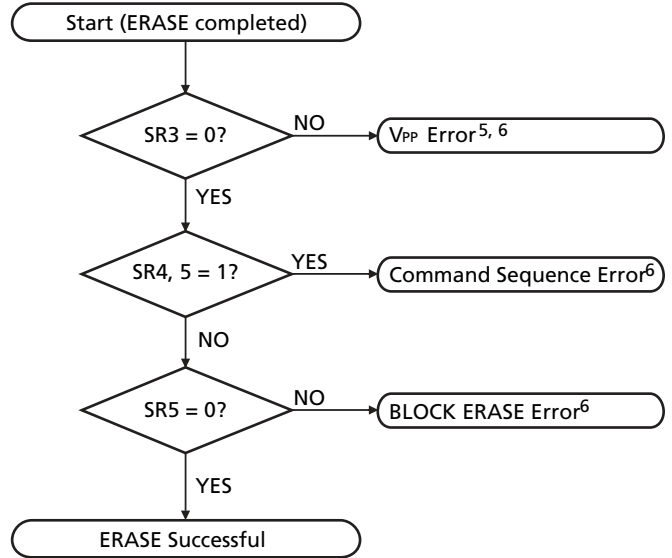 Start (ERASE completed)
SR3 = 0?
NO
VPP Error5, 6
YES
SR4, 5 = 1?
YES
Command Sequence Error6
NO
SR5 = 0?
NO
BLOCK ERASE Error6
YES
ERASE Successful